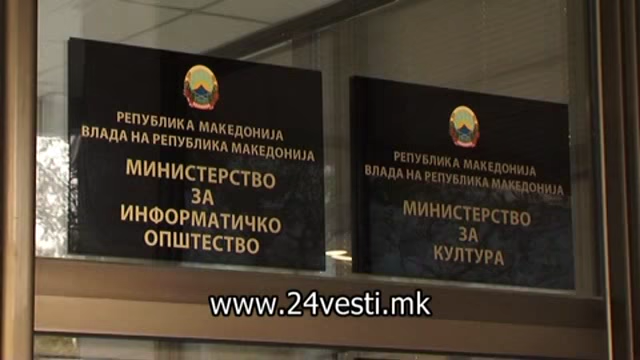 РЕПУБЛИКА МАКЕДОНИЈА
ВЛАДА НА РЕПУБЛИКА МАКЕДОНИЈА
МИНИСТЕРСТВО
ЗА
ИНФОРМАТИЧКО
ОПШТЕСТВО
РЕПУБЛИКА МАКЕДОНИЈА
ВЛАДА НА РЕПУБЛИКА МАКЕДОНИЈА
МИНИСТЕРСТВО
ЗА
КУЛТУРА
www.24vesti.mk